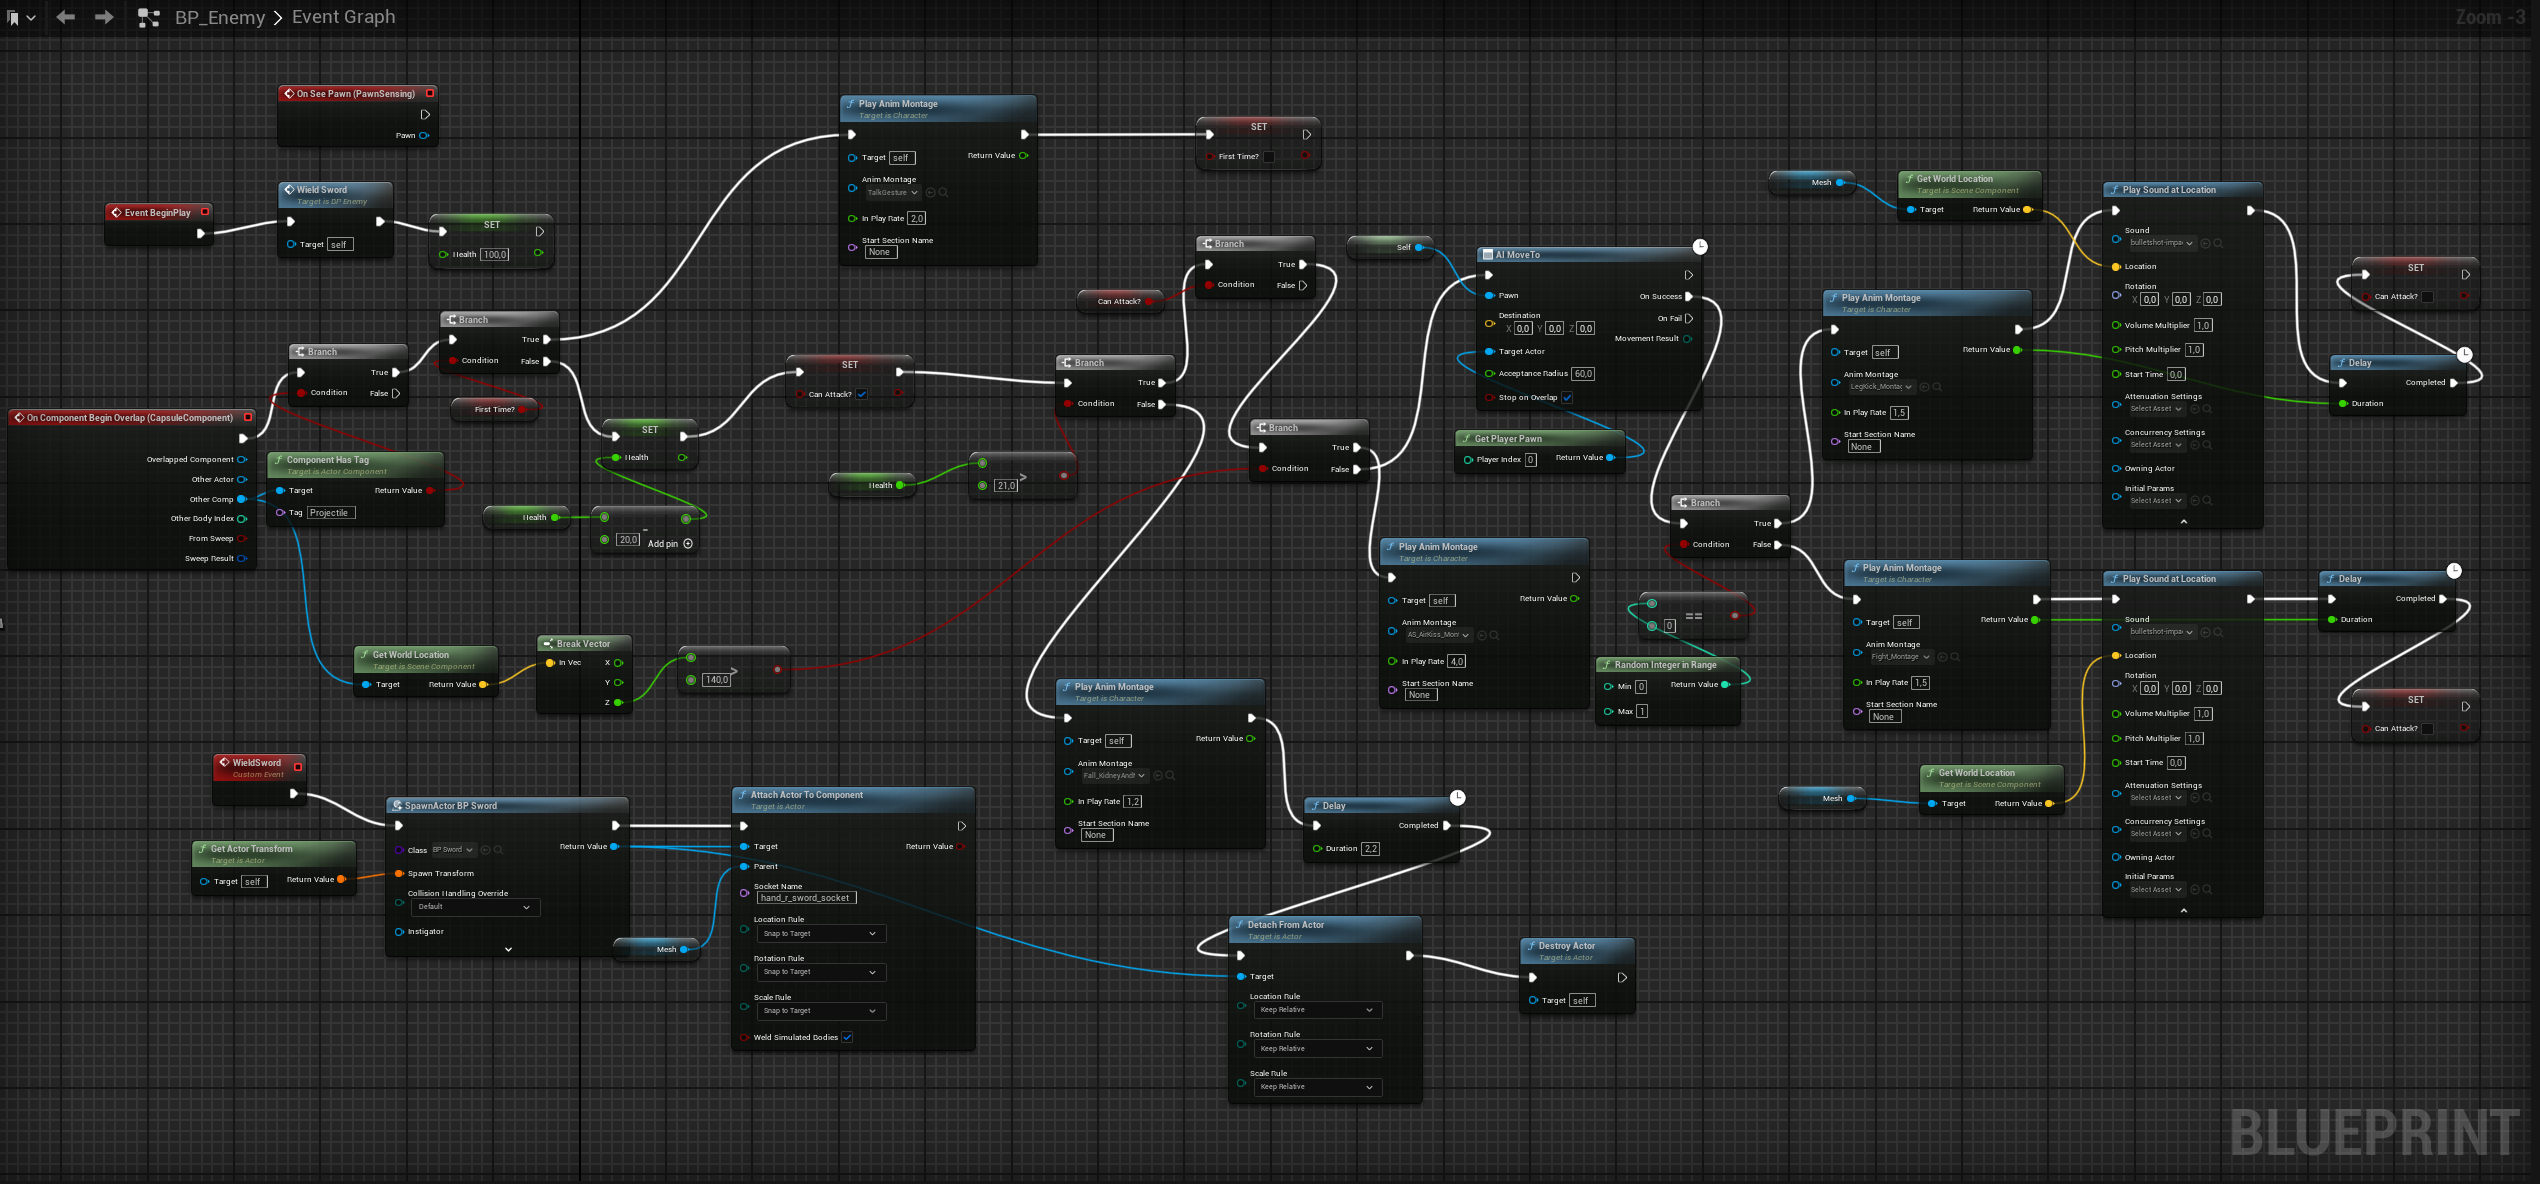 BP_Enemy > Event Graph
Zoom -3
On See Pawn (PawnSensing)
Pawn
Event BeginPlay
Wield Sword
Target is BP Enemy
Target self
SET
Health 100,0
On Component Begin Overlap (CapsuleComponent)
Overlapped Component
Other Actor
Other Comp
Other Body Index
From Sweep
Sweep Result
Branch
True
Condition False
Component Has Tag
Target is Actor Component
Target Return Value
Tag Projectile
Branch
True
Condition False
First Time?
Health
20,0
-
Add pin
SET
Health
SET
Can Attack?
Play Anim Montage
Target is Character
Target self Return Value
Anim Montage
TalkGesture
In Play Rate 2,0
Start Section Name
None
SET
First Time?
Health
21,0
>
Branch
True
Condition False
Can Attack?
Branch
True
Condition False
Branch
True
Condition False
Self
AI MoveTo
Pawn On Success
Destination On Fail
X 0,0 Y 0,0 Z 0,0
Movement Result
Target Actor
Acceptance Radius 60,0
Stop on Overlap
Get Player Pawn
Player Index 0 Return Value
Play Anim Montage
Target is Character
Target self Return Value
Anim Montage
In Play Rate 4,0
Start Section Name
None
Branch
True
Condition False
0
==
Random Integer in Range
Min 0 Return Value
Max 1
Play Anim Montage
Target is Character
Target self Return Value
Anim Montage
In Play Rate 1,5
Start Section Name
None
Mesh
Get World Location
Target is Scene Component
Target Return Value
Play Sound at Location
Sound
Location
Rotation
X 0,0 Y 0,0 Z 0,0
Volume Multiplier 1,0
Pitch Multiplier 1,0
Start Time 0,0
Attenuation Settings
Select Asset
Concurrency Settings
Select Asset
Owning Actor
Initial Params
Select Asset
SET
Can Attack?
Delay
Completed
Duration
Play Anim Montage
Target is Character
Target self Return Value
Anim Montage
Fight_Montage
In Play Rate 1,5
Start Section Name
None
Play Sound at Location
Sound
Location
Rotation
X 0,0 Y 0,0 Z 0,0
Volume Multiplier 1,0
Pitch Multiplier 1,0
Start Time 0,0
Attenuation Settings
Select Asset
Concurrency Settings
Select Asset
Owning Actor
Initial Params
Select Asset
Delay
Completed
Duration
SET
Can Attack?
Mesh
Get World Location
Target is Scene Component
Target Return Value
Get World Location
Target is Scene Component
Target Return Value
Break Vector
In Vec X
Y
Z
140,0
>
WieldSword
Custom Event
Get Actor Transform
Target is Actor
Target self Return Value
SpawnActor BP Sword
Return Value
Class BP Sword
Spawn Transform
Collision Handling Override
Default
Instigator
Mesh
Attach Actor To Component
Target is Actor
Target Return Value
Parent
Socket Name
hand_r_sword_socket
Location Rule
Snap to Target
Rotation Rule
Snap to Target
Scale Rule
Snap to Target
Weld Simulated Bodies
Play Anim Montage
Target is Character
Target self Return Value
Anim Montage
In Play Rate 1,2
Start Section Name
None
Delay
Completed
Duration 2,2
Detach From Actor
Target is Actor
Target
Location Rule
Keep Relative
Rotation Rule
Keep Relative
Scale Rule
Keep Relative
Destroy Actor
Target is Actor
Target self
BLUEPRINT